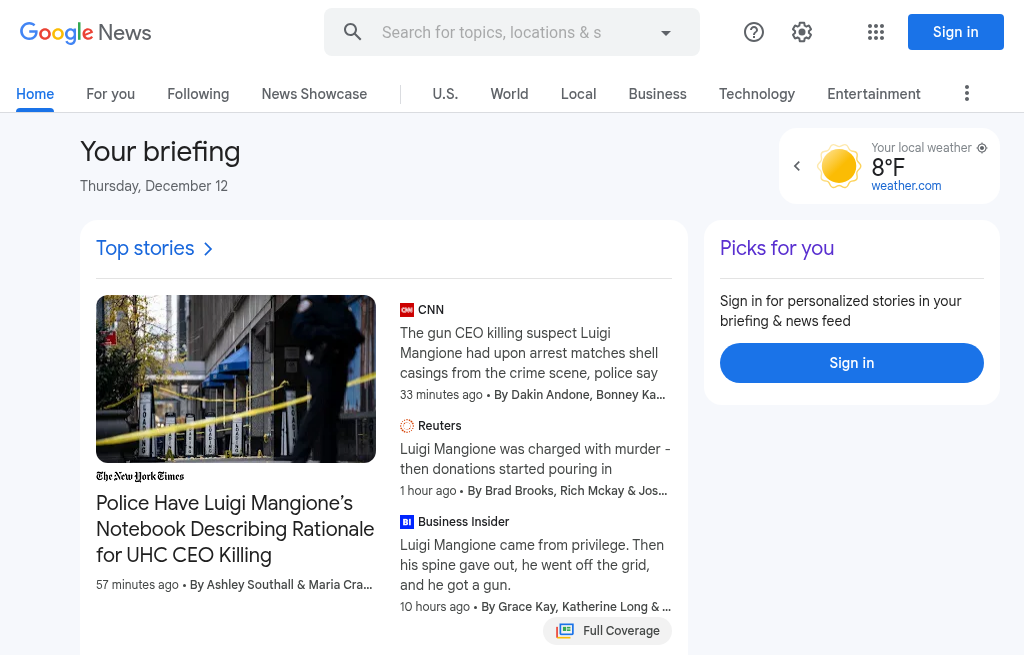 Google News
Search for topics, locations & s
Sign in
Home
For you
Following
News Showcase
U.S.
World
Local
Business
Technology
Entertainment
Your briefing
Thursday, December 12
Your local weather
8°F
weather.com
Top stories
The New York Times
Police Have Luigi Mangione's
Notebook Describing Rationale
for UHC CEO Killing
57 minutes ago • By Ashley Southall & Maria Cra…
CNN
CNN
The gun CEO killing suspect Luigi
Mangione had upon arrest matches shell
casings from the crime scene, police say
33 minutes ago • By Dakin Andone, Bonney Ka…
Reuters
Luigi Mangione was charged with murder -
then donations started pouring in
1 hour ago • By Brad Brooks, Rich Mckay & Jos…
BI
Business Insider
Luigi Mangione came from privilege. Then
his spine gave out, he went off the grid,
and he got a gun.
10 hours ago • By Grace Kay, Katherine Long & …
Full Coverage
Picks for you
Sign in for personalized stories in your
briefing & news feed
Sign in